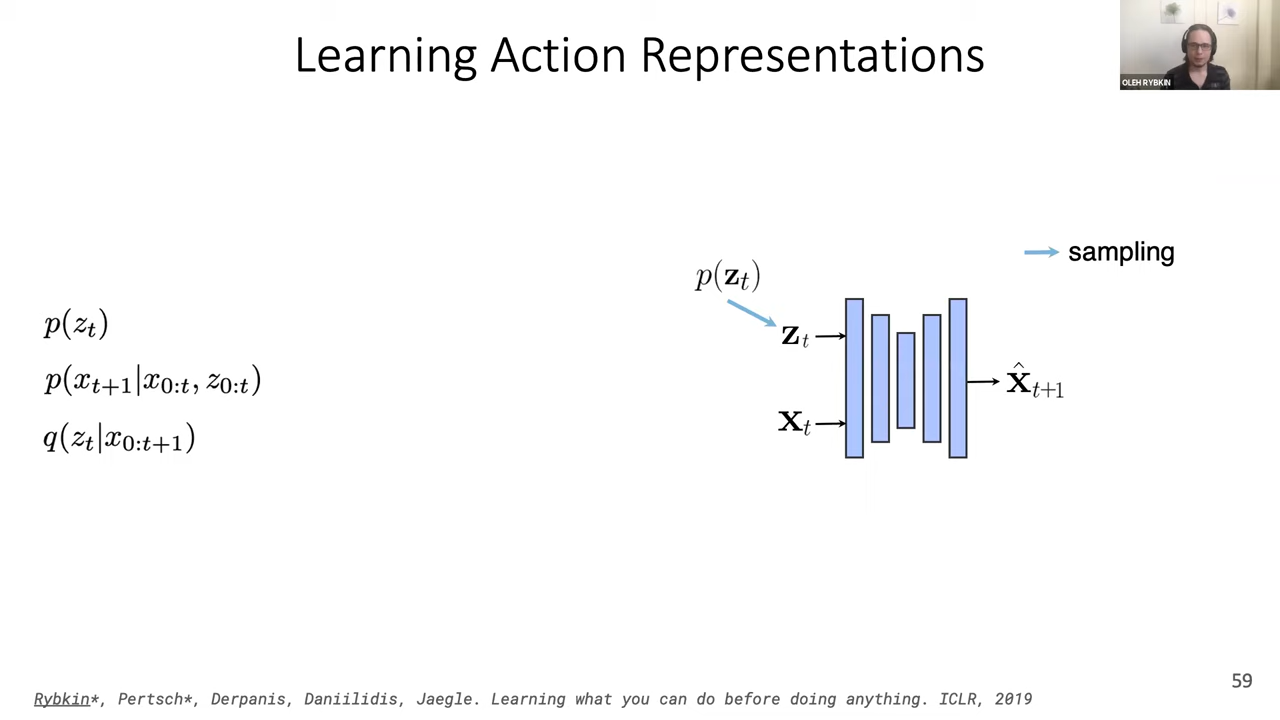 Learning Action Representations
OLEH RYBKIN
sampling
p(z_t)
z_t
x_t
x̂_{t+1}
p(z_t)
p(x_{t+1}|x_{0:t}, z_{0:t})
q(z_t|x_{0:t+1})
59
Rybkin*, Pertsch*, Derpanis, Daniilidis, Jaegle. Learning what you can do before doing anything. ICLR, 2019